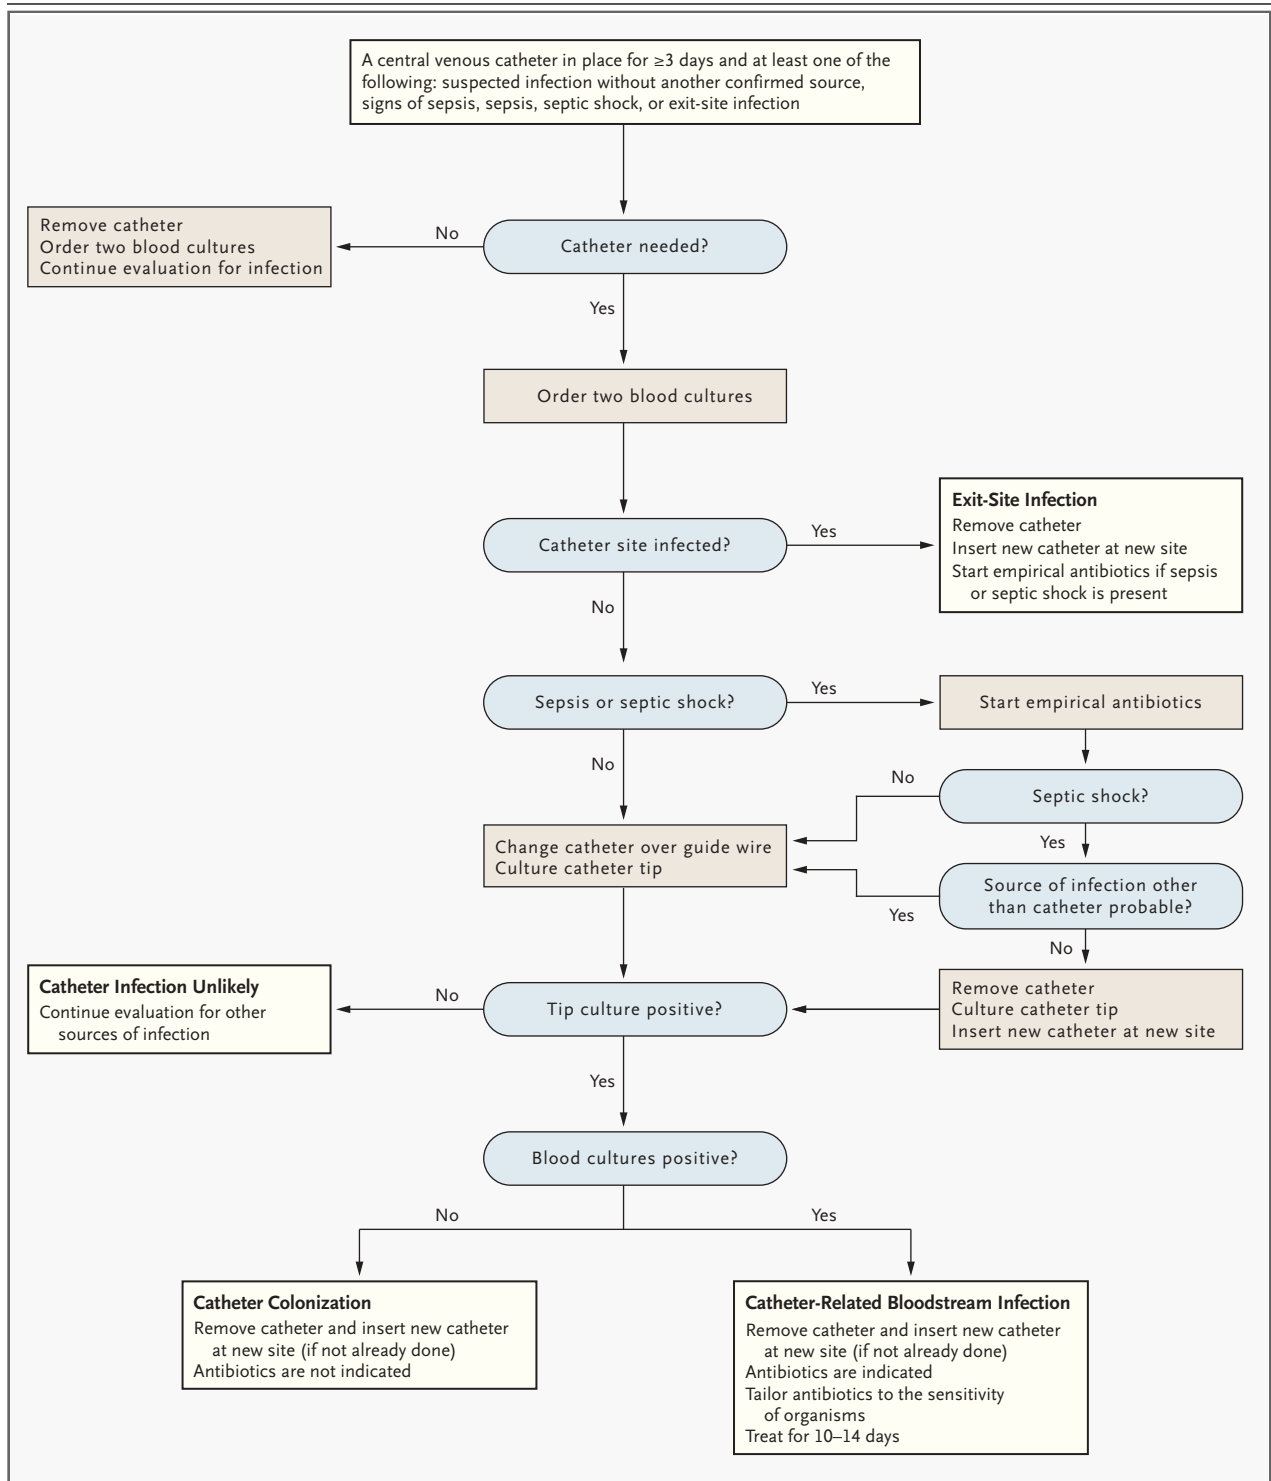 A central venous catheter in place for ≥3 days and at least one of the
following: suspected infection without another confirmed source,
signs of sepsis, sepsis, septic shock, or exit-site infection
Remove catheter
Order two blood cultures
Continue evaluation for infection
No
Catheter needed?
Yes
Order two blood cultures
Catheter site infected?
Yes
Exit-Site Infection
Remove catheter
Insert new catheter at new site
Start empirical antibiotics if sepsis
or septic shock is present
No
Sepsis or septic shock?
Yes
Start empirical antibiotics
No
No
Septic shock?
Yes
Change catheter over guide wire
Culture catheter tip
Source of infection other
than catheter probable?
Yes
No
Catheter Infection Unlikely
Continue evaluation for other
sources of infection
No
Tip culture positive?
Remove catheter
Culture catheter tip
Insert new catheter at new site
Yes
Blood cultures positive?
No
Yes
Catheter Colonization
Remove catheter and insert new catheter
at new site (if not already done)
Antibiotics are not indicated
Catheter-Related Bloodstream Infection
Remove catheter and insert new catheter
at new site (if not already done)
Antibiotics are indicated
Tailor antibiotics to the sensitivity
of organisms
Treat for 10–14 days